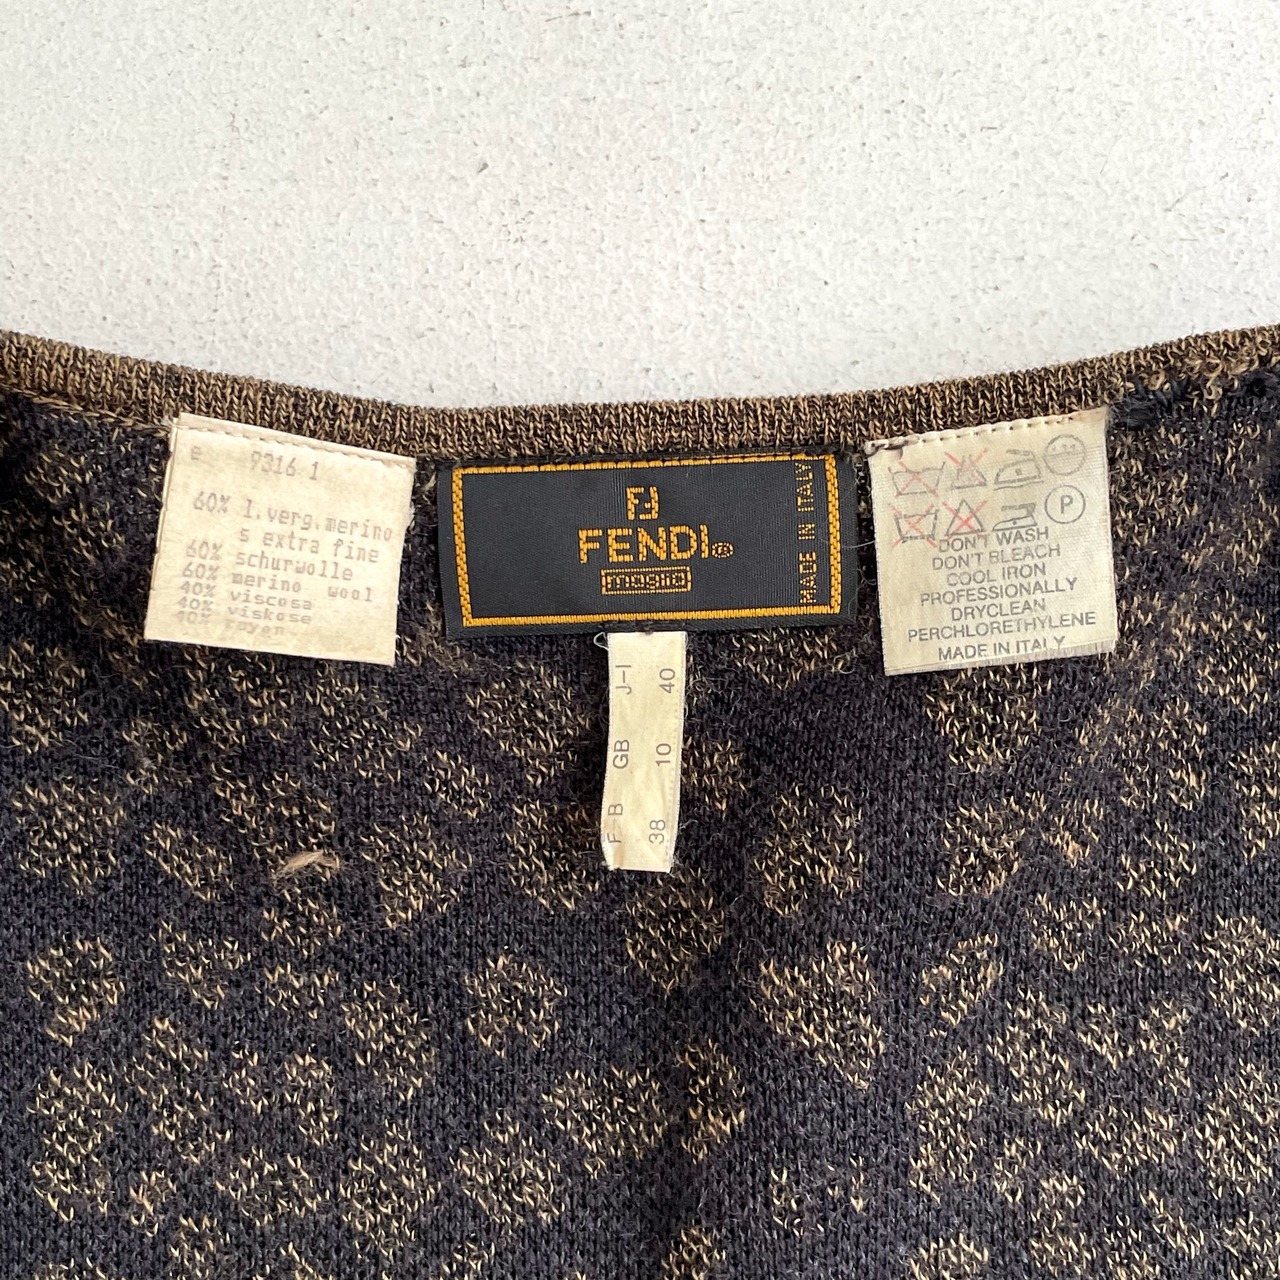 e 9316 1
60% l.verg.merino
s extra fine
60% schurwolle
60% merino wool
40% viscosa
40% viskose
40% rayen
FENDI®
maglia
MADE IN ITALY
J-I 40
GB 10
F-B 38
P
DON'T WASH
DON'T BLEACH
COOL IRON
PROFESSIONALLY
DRYCLEAN
PERCHLORETHYLENE
MADE IN ITALY